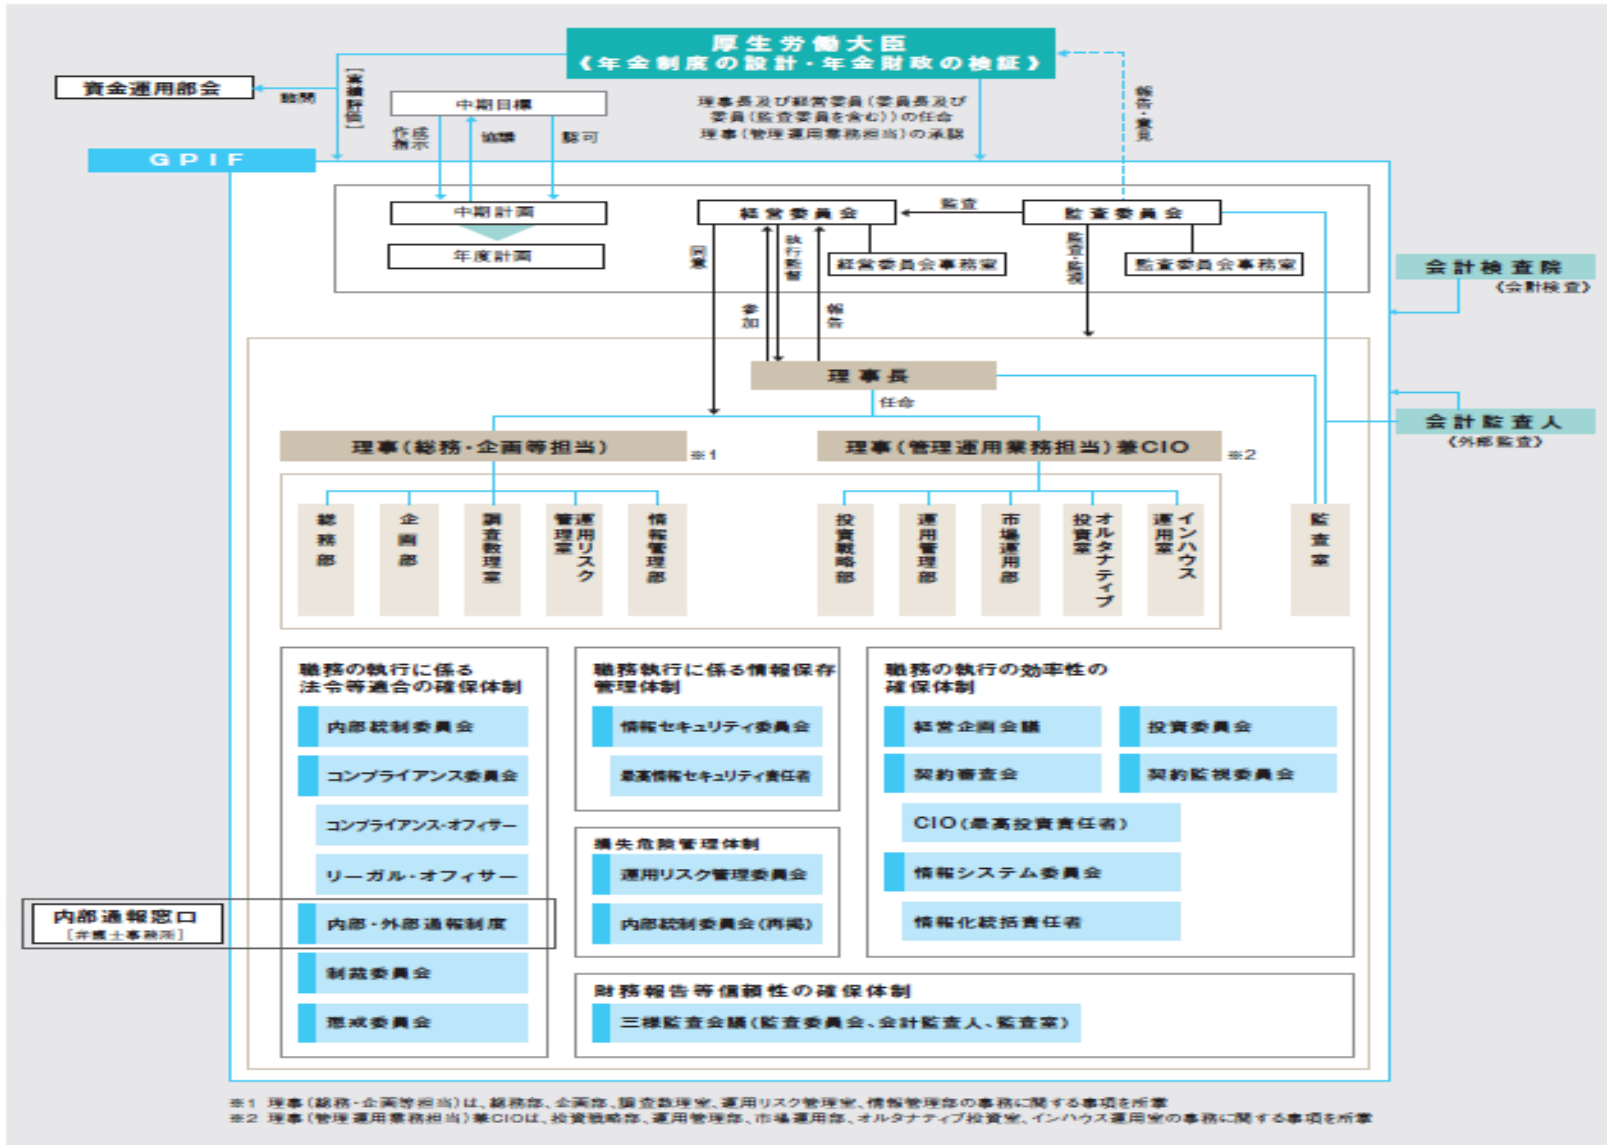 厚生労働大臣
《年金制度の設計・年金財政の検証》
資金運用部会
諮問
[実績評価]
中期目標
作成指示
協議
認可
理事長及び経営委員(委員長及び
委員(監査委員を含む))の任命
理事(管理運用業務担当)の承認
報告・意見
GPIF
中期計画
年度計画
経営委員会
監査
監査委員会
経営委員会事務室
監査委員会事務室
同意
執行監督
監査・監視
参加
報告
会計検査院
《会計検査》
理事長
任命
会計監査人
《外部監査》
理事(総務・企画等担当)
※1
理事(管理運用業務担当)兼CIO
※2
総務部
企画部
調査数理室
運用リスク
管理室
情報管理部
投資戦略部
運用管理部
市場運用部
オルタナティブ
投資室
インハウス
運用室
監査室
職務の執行に係る
法令等適合の確保体制
内部統制委員会
コンプライアンス委員会
コンプライアンス・オフィサー
リーガル・オフィサー
内部・外部通報制度
制裁委員会
懲戒委員会
内部通報窓口
[弁護士事務所]
職務執行に係る情報保存
管理体制
情報セキュリティ委員会
最高情報セキュリティ責任者
損失危険管理体制
運用リスク管理委員会
内部統制委員会(再掲)
職務の執行の効率性の
確保体制
経営企画会議
投資委員会
契約審査会
契約監視委員会
CIO(最高投資責任者)
情報システム委員会
情報化統括責任者
財務報告等信頼性の確保体制
三様監査会議(監査委員会、会計監査人、監査室)
※1 理事(総務・企画等担当)は、総務部、企画部、調査数理室、運用リスク管理室、情報管理部の事務に関する事項を所掌
※2 理事(管理運用業務担当)兼CIOは、投資戦略部、運用管理部、市場運用部、オルタナティブ投資室、インハウス運用室の事務に関する事項を所掌